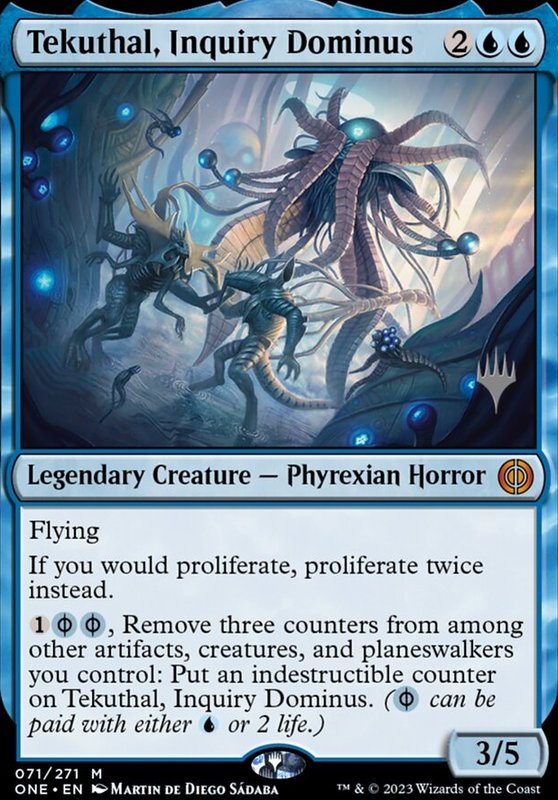 Tekuthal, Inquiry Dominus 2
Legendary Creature — Phyrexian Horror
Flying
If you would proliferate, proliferate twice
instead.
1, Remove three counters from among
other artifacts, creatures, and planeswalkers
you control: Put an indestructible counter
on Tekuthal, Inquiry Dominus. ( can be
paid with either or 2 life.)
3/5
071/271 M
ONE • EN Martin de Diego Sádaba
™ & © 2023 Wizards of the Coast